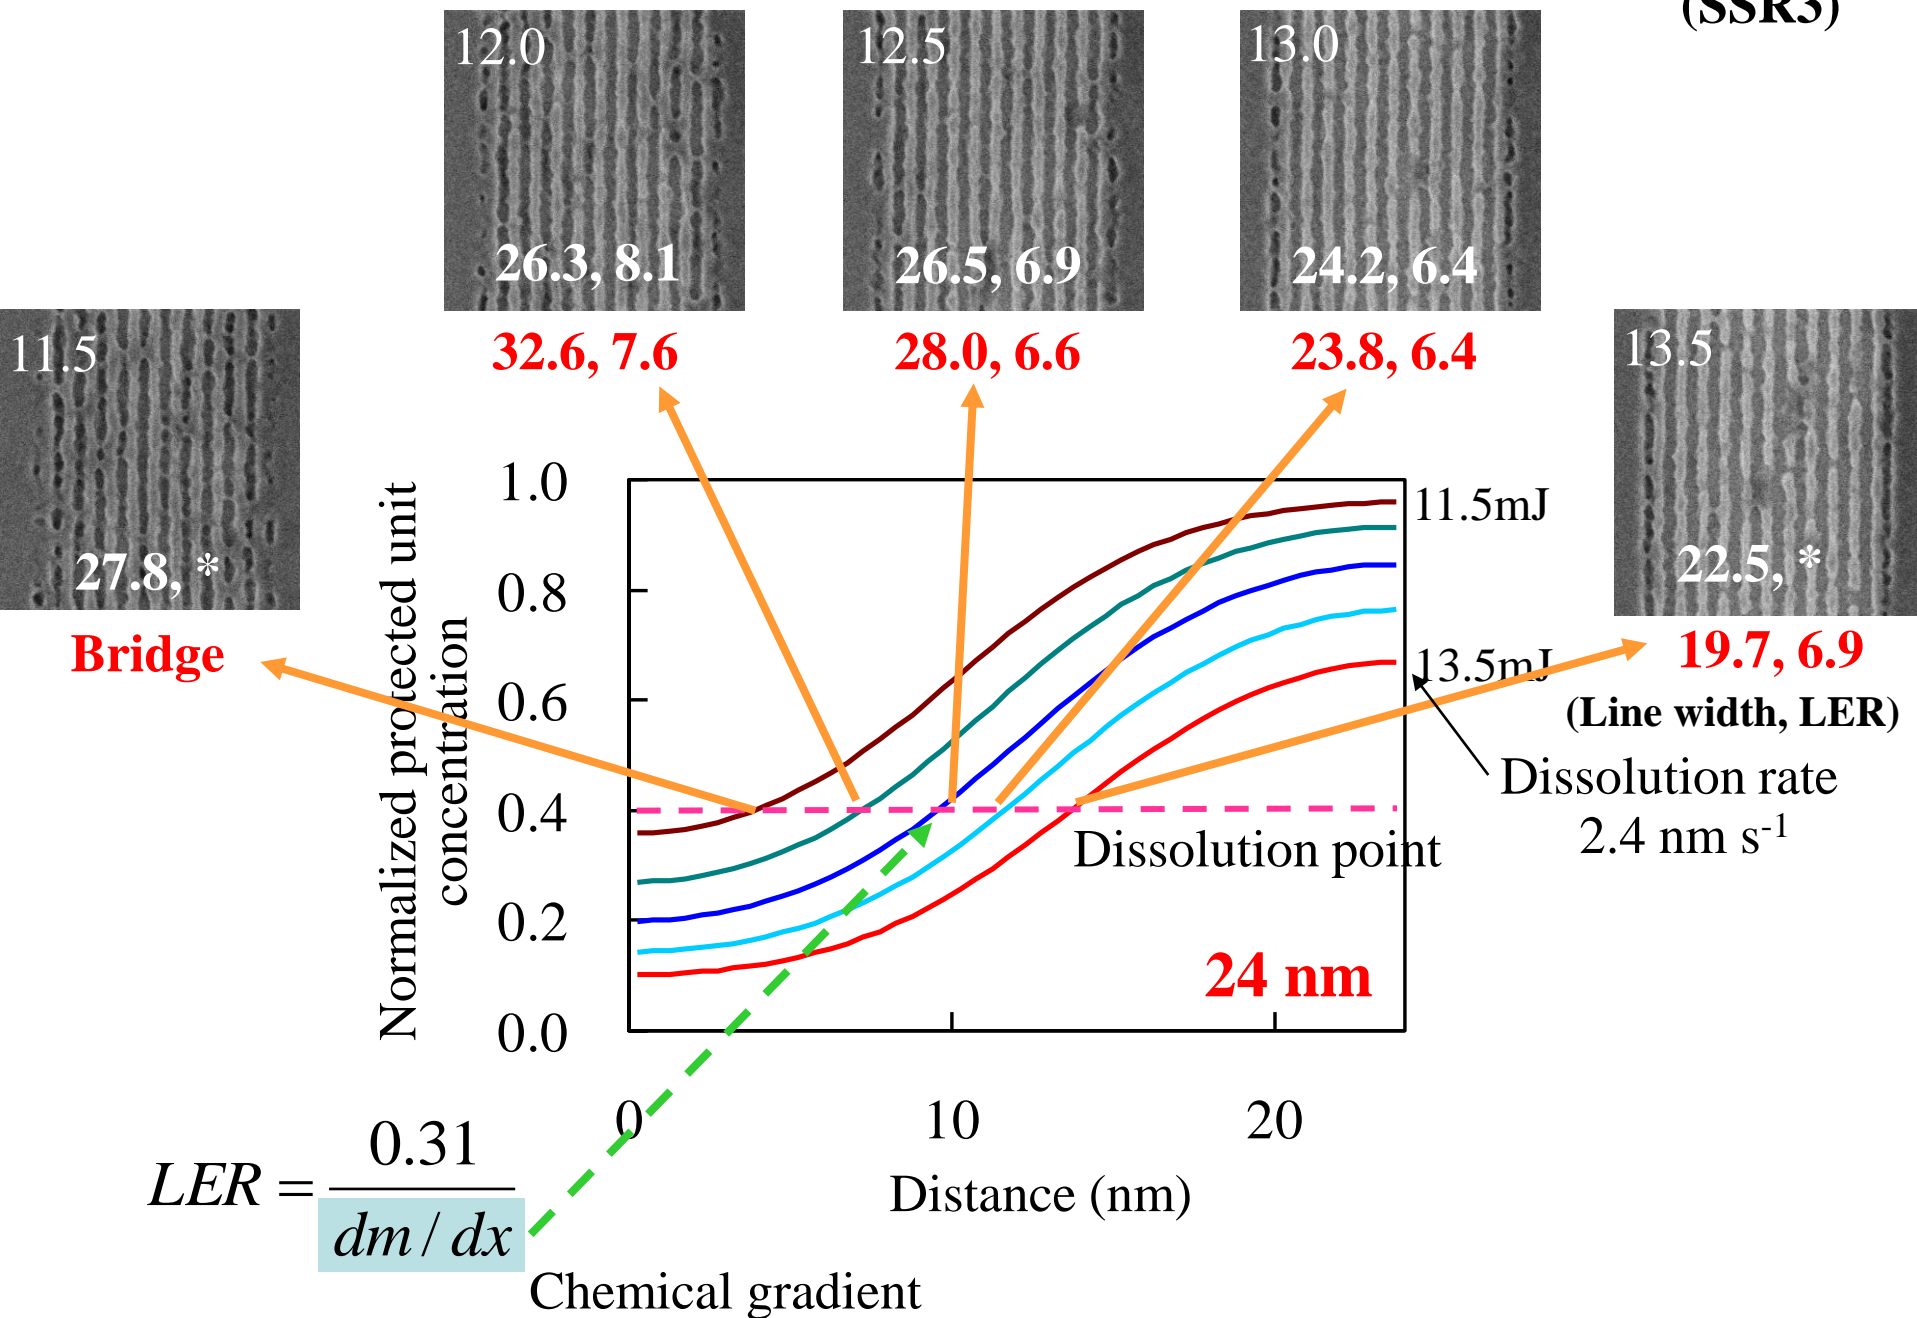 (SSR3)
12.0
26.3, 8.1
32.6, 7.6
12.5
26.5, 6.9
28.0, 6.6
13.0
24.2, 6.4
23.8, 6.4
11.5
27.8, *
Bridge
13.5
22.5, *
19.7, 6.9
(Line width, LER)
Normalized protected unit
concentration
1.0
0.8
0.6
0.4
0.2
0.0
11.5mJ
13.5mJ
Dissolution rate
2.4 nm s-1
Dissolution point
24 nm
0
10
20
Distance (nm)
LER = 0.31
dm / dx
Chemical gradient